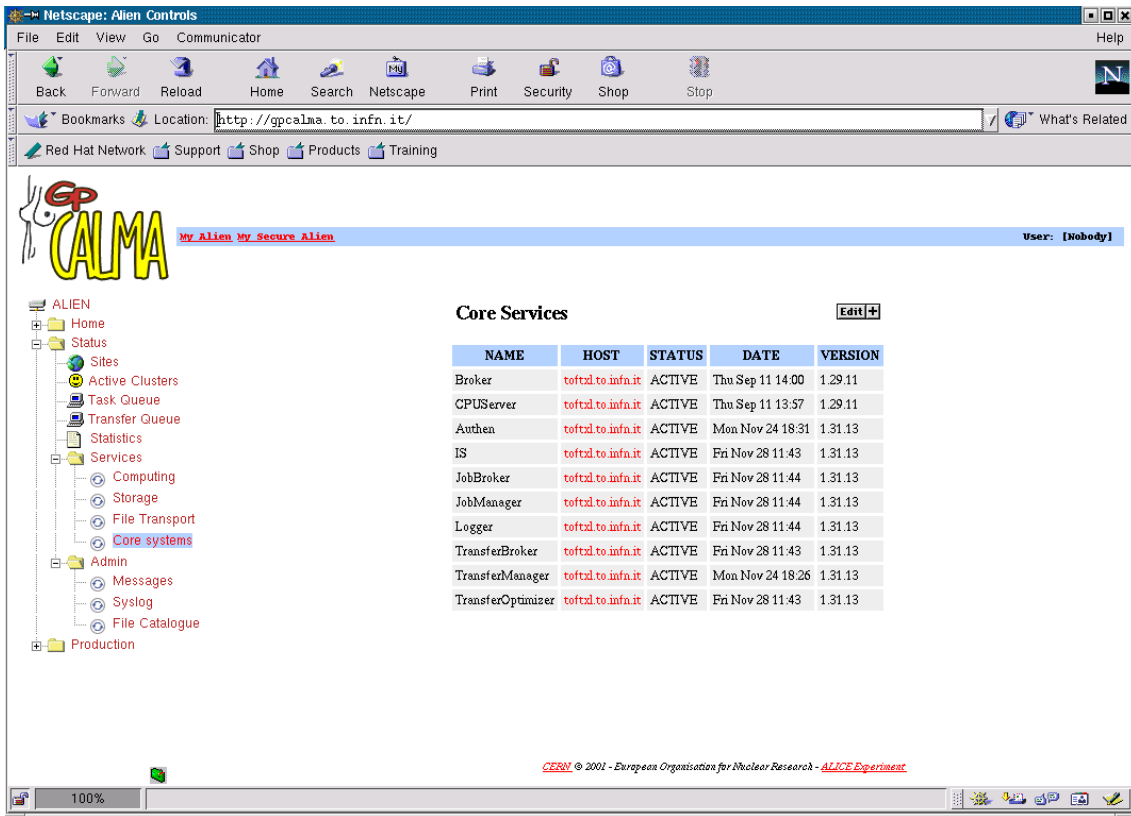 Netscape: Alien Controls
File Edit View Go Communicator Help
My
N
Back Forward Reload Home Search Netscape Print Security Shop Stop
Bookmarks Location: http://gpcalma.to.infn.it/ What's Related
Red Hat Network Support Shop Products Training
GP
CALMA
My Alien My Secure Alien User: [Nobody]
ALIEN
Home
Status
Sites
Active Clusters
Task Queue
Transfer Queue
Statistics
Services
Computing
Storage
File Transport
Core systems
Admin
Messages
Syslog
File Catalogue
Production
Core Services Edit +
NAME HOST STATUS DATE VERSION
Broker toftxl.to.infn.it ACTIVE Thu Sep 11 14:00 1.29.11
CPUServer toftxl.to.infn.it ACTIVE Thu Sep 11 13:57 1.29.11
Authen toftxl.to.infn.it ACTIVE Mon Nov 24 18:31 1.31.13
IS toftxl.to.infn.it ACTIVE Fri Nov 28 11:43 1.31.13
JobBroker toftxl.to.infn.it ACTIVE Fri Nov 28 11:44 1.31.13
JobManager toftxl.to.infn.it ACTIVE Fri Nov 28 11:44 1.31.13
Logger toftxl.to.infn.it ACTIVE Fri Nov 28 11:44 1.31.13
TransferBroker toftxl.to.infn.it ACTIVE Fri Nov 28 11:43 1.31.13
TransferManager toftxl.to.infn.it ACTIVE Mon Nov 24 18:26 1.31.13
TransferOptimizer toftxl.to.infn.it ACTIVE Fri Nov 28 11:43 1.31.13
CERN © 2001 - European Organisation for Nuclear Research - ALICE Experiment
100%